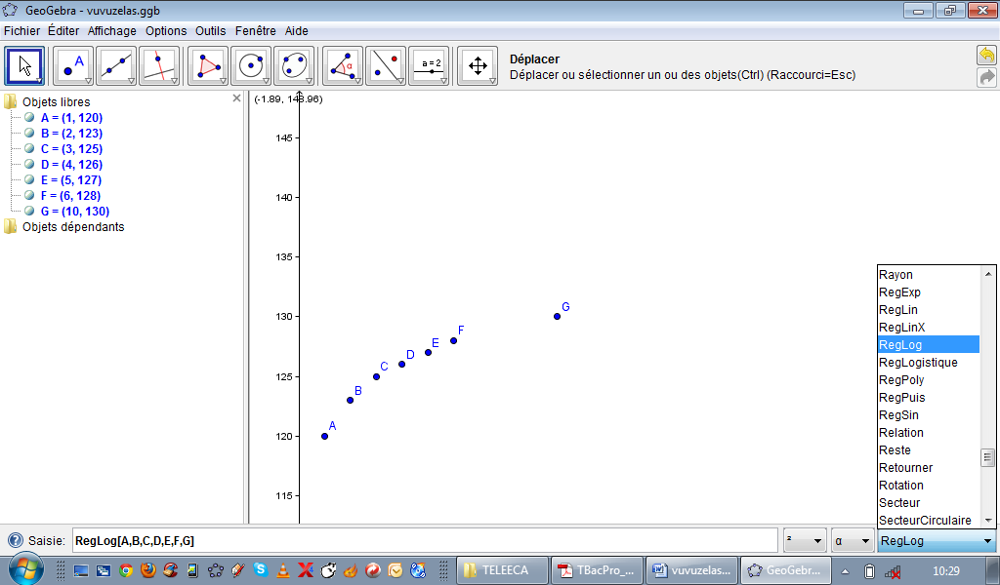 GeoGebra - vuvuzelas.ggb
Fichier Éditer Affichage Options Outils Fenêtre Aide
A
α
a = 2
Déplacer
Déplacer ou sélectionner un ou des objets(Ctrl) (Raccourci=Esc)
Objets libres
A = (1, 120)
B = (2, 123)
C = (3, 125)
D = (4, 126)
E = (5, 127)
F = (6, 128)
G = (10, 130)
Objets dépendants
(-1.89, 148.96)
145
140
135
130
125
120
115
A
B
C
D
E
F
G
Rayon
RegExp
RegLin
RegLinX
RegLog
RegLogistique
RegPoly
RegPuis
RegSin
Relation
Reste
Retourner
Rotation
Secteur
SecteurCirculaire
Saisie: RegLog[A,B,C,D,E,F,G] ² α RegLog
TELEECA TBacPro_... vuvuzelas... GeoGebr... 10:29